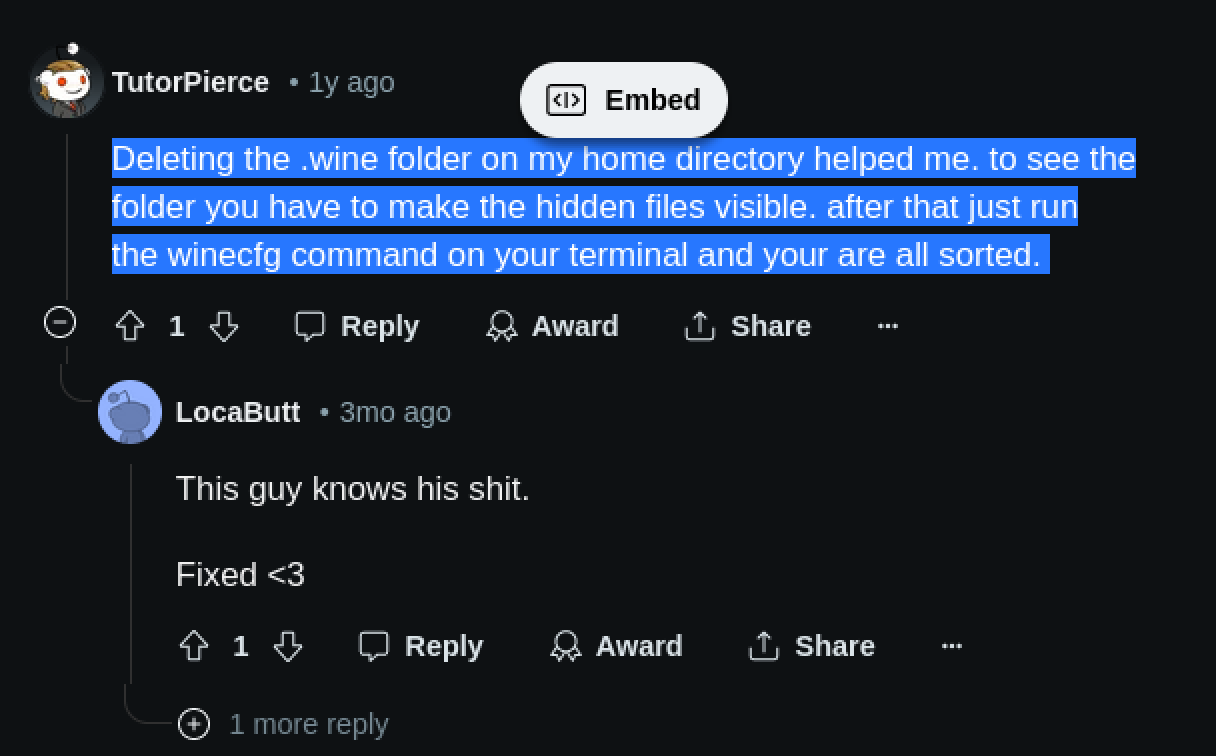 TutorPierce • 1y ago
Embed
Deleting the .wine folder on my home directory helped me. to see the
folder you have to make the hidden files visible. after that just run
the winecfg command on your terminal and your are all sorted.
1 Reply Award Share ...
LocaButt • 3mo ago
This guy knows his shit.
Fixed <3
1 Reply Award Share ...
1 more reply